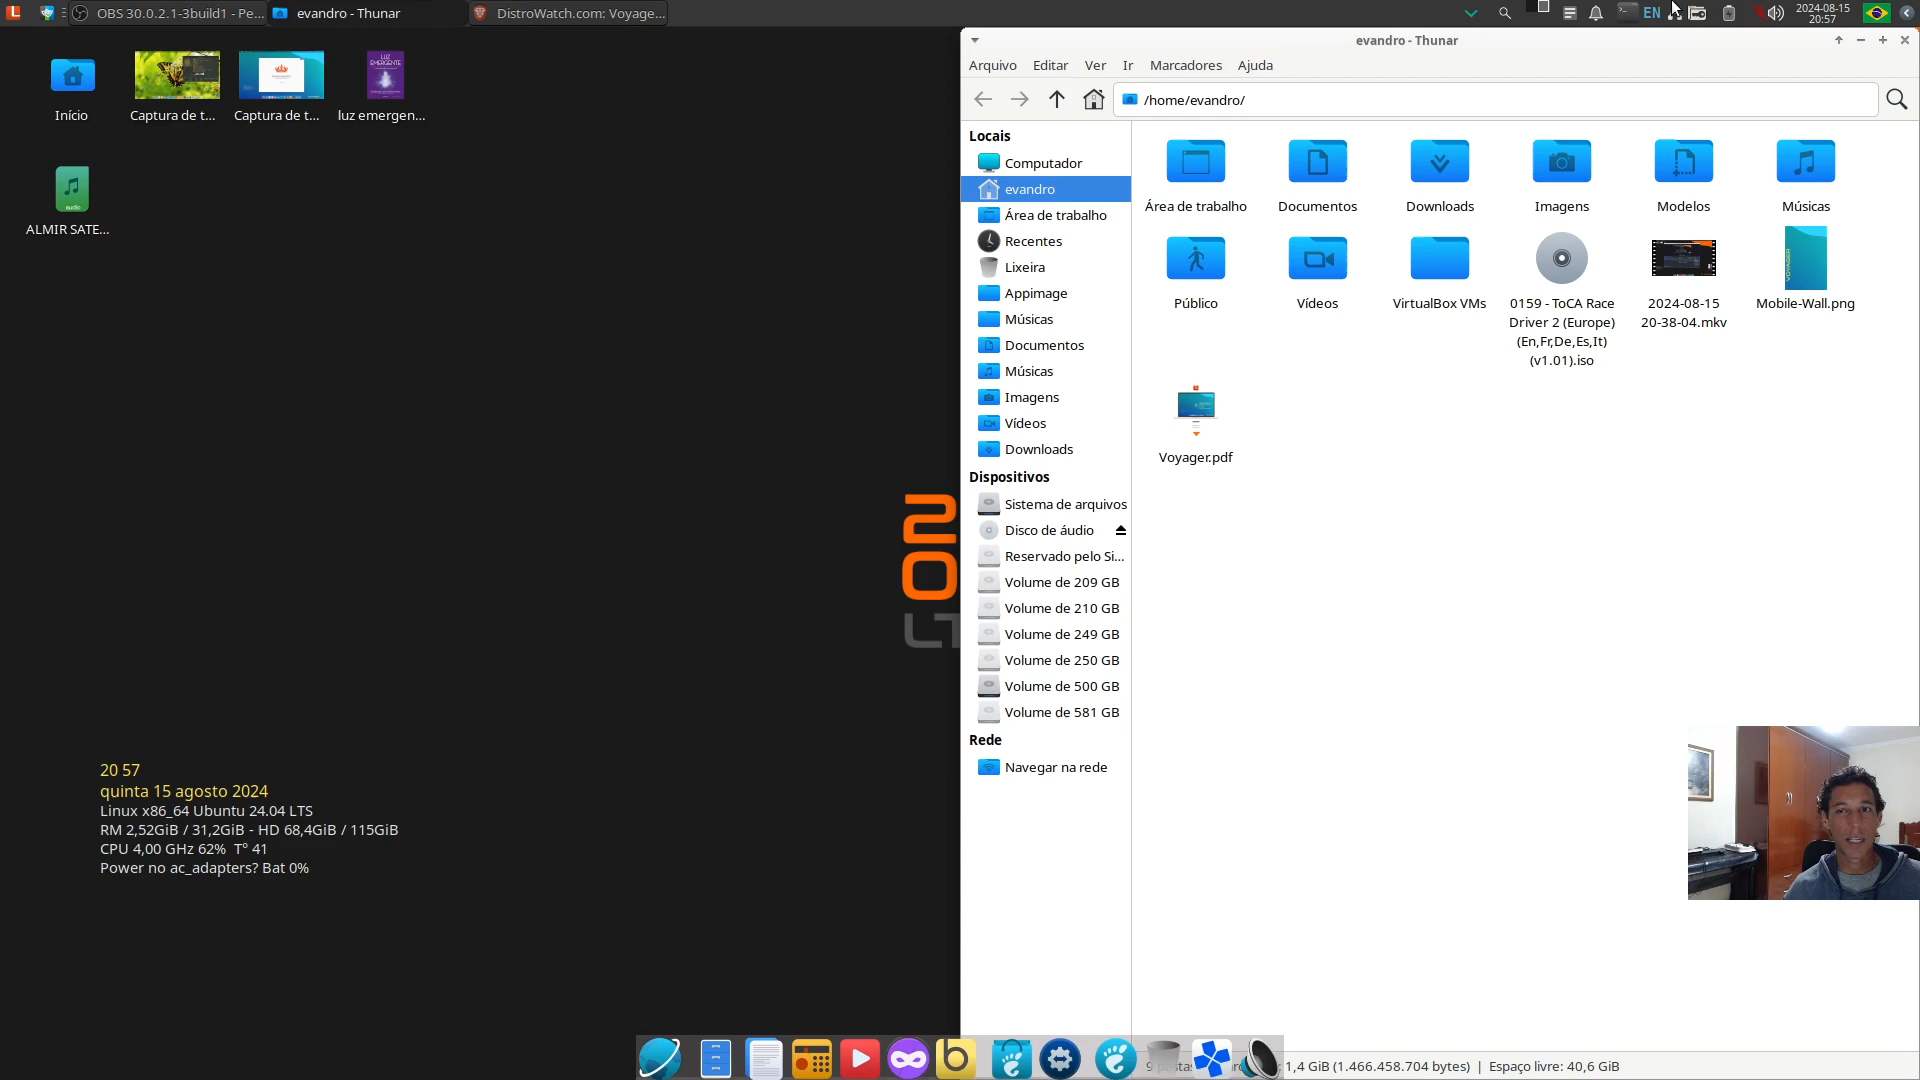 OBS 30.0.2.1-3build1 - Pe...
evandro - Thunar
DistroWatch.com: Voyage...
EN
2024-08-15
20:57
Início
Captura de t...
Captura de t...
LUZ
EMERGENTE
luz emergen...
audio
ALMIR SATE...
20
LT
20 57
quinta 15 agosto 2024
Linux x86_64 Ubuntu 24.04 LTS
RM 2,52GiB / 31,2GiB - HD 68,4GiB / 115GiB
CPU 4,00 GHz 62% T° 41
Power no ac_adapters? Bat 0%
evandro - Thunar
Arquivo Editar Ver Ir Marcadores Ajuda
/home/evandro/
Locais
Computador
evandro
Área de trabalho
Recentes
Lixeira
Appimage
Músicas
Documentos
Músicas
Imagens
Vídeos
Downloads
Dispositivos
Sistema de arquivos
Disco de áudio
Reservado pelo Si...
Volume de 209 GB
Volume de 210 GB
Volume de 249 GB
Volume de 250 GB
Volume de 500 GB
Volume de 581 GB
Rede
Navegar na rede
Área de trabalho
Documentos
Downloads
Imagens
Modelos
Músicas
Público
Vídeos
VirtualBox VMs
0159 - ToCA Race
Driver 2 (Europe)
(En,Fr,De,Es,It)
(v1.01).iso
2024-08-15
20-38-04.mkv
VOYAGER
Mobile-Wall.png
Voyager.pdf
1,4 GiB (1.466.458.704 bytes) | Espaço livre: 40,6 GiB